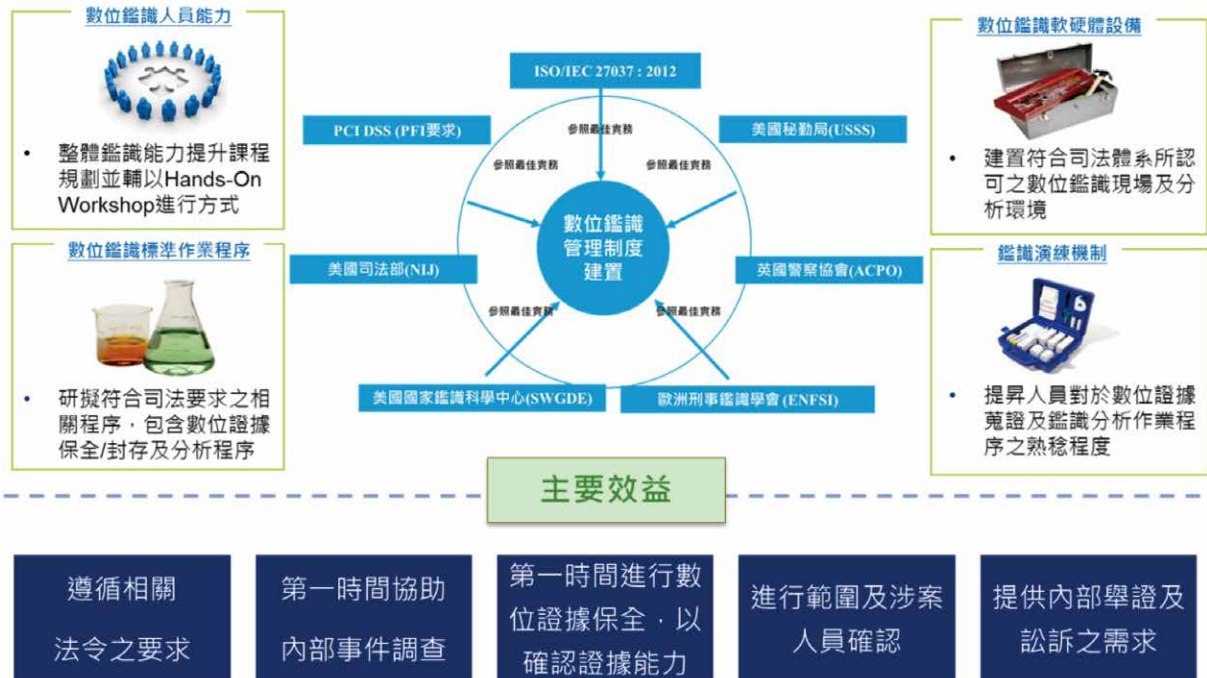 數位鑑識人員能力
• 整體鑑識能力提升課程
規劃並輔以Hands-On
Workshop進行方式
數位鑑識標準作業程序
• 研擬符合司法要求之相
關程序，包含數位證據
保全/封存及分析程序
ISO/IEC 27037 : 2012
PCI DSS (PFI要求)
美國秘勤局(USSS)
參照最佳實務
參照最佳實務
參照最佳實務
數位鑑識
管理制度
建置
美國司法部(NIJ)
英國警察協會(ACPO)
參照最佳實務
參照最佳實務
美國國家鑑識科學中心(SWGDE)
歐洲刑事鑑識學會 (ENFSI)
數位鑑識軟硬體設備
• 建置符合司法體系所認
可之數位鑑識現場及分
析環境
鑑識演練機制
• 提昇人員對於數位證據
蒐證及鑑識分析作業程
序之熟稔程度
主要效益
遵循相關
法令之要求
第一時間協助
內部事件調查
第一時間進行數
位證據保全，以
確認證據能力
進行範圍及涉案
人員確認
提供內部舉證及
訟訴之需求